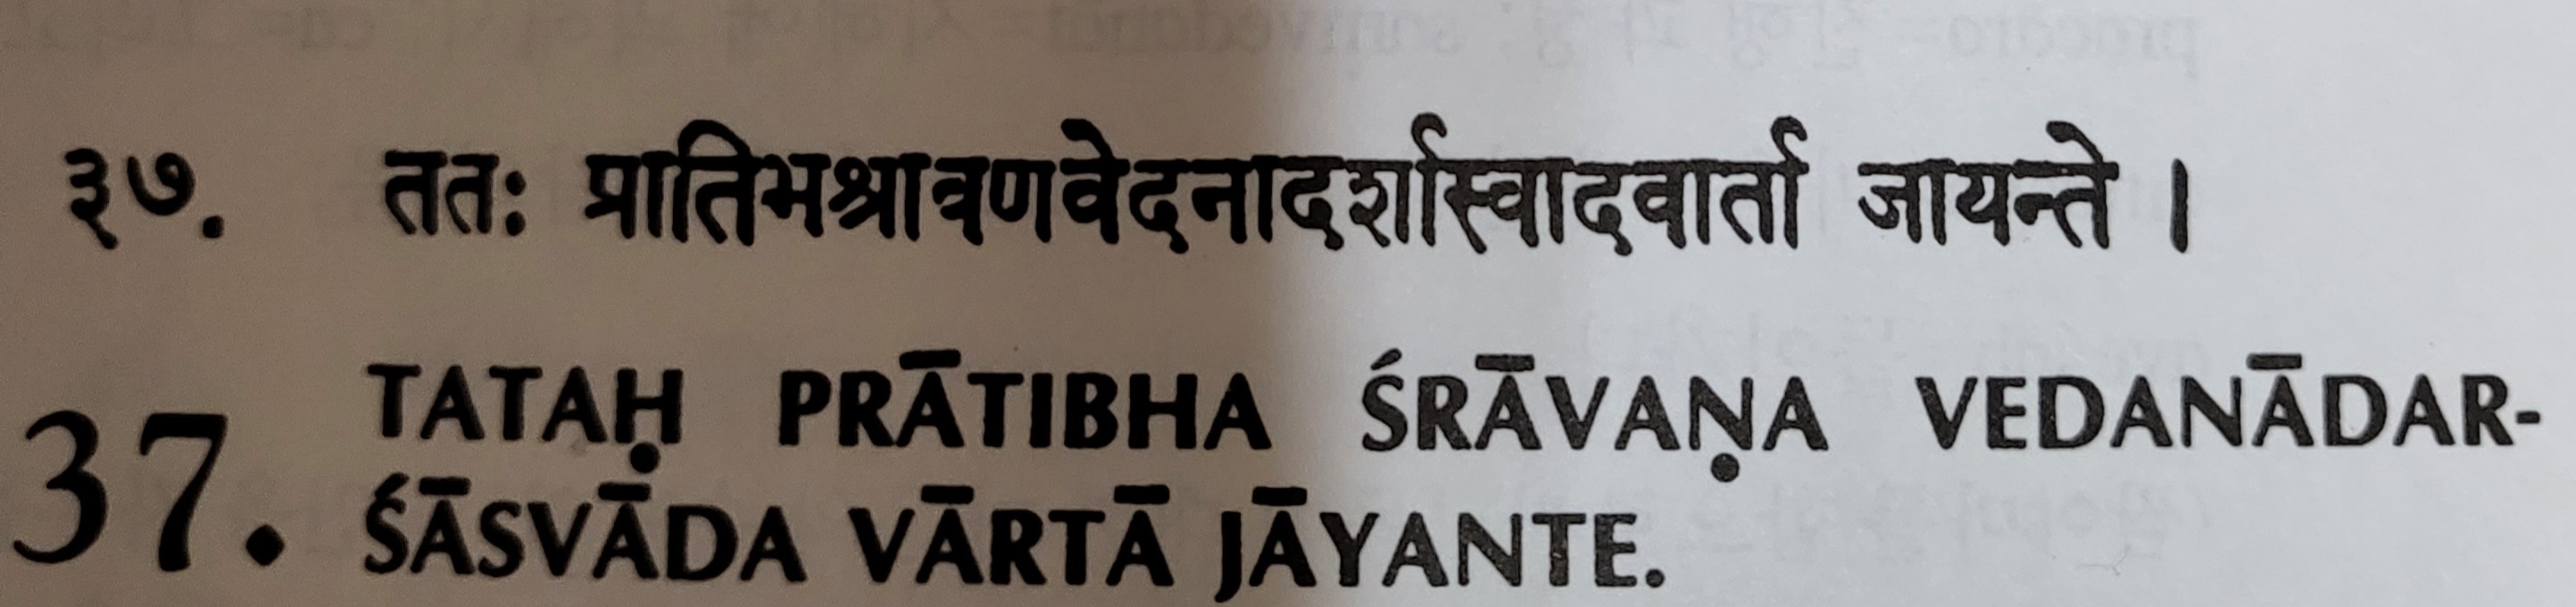 ३७. ततः प्रातिभश्रावणवेदनादर्शास्वादवार्ता जायन्ते ।
37. TATAḤ PRĀTIBHA ŚRĀVAṆA VEDANĀDAR-
ŚĀSVĀDA VĀRTĀ JĀYANTE.